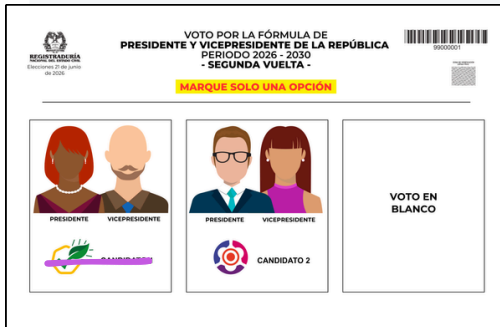 REGISTRADURÍA
NACIONAL DEL ESTADO CIVIL
Elecciones 21 de junio
de 2026
VOTO POR LA FÓRMULA DE
PRESIDENTE Y VICEPRESIDENTE DE LA REPÚBLICA
PERIODO 2026 - 2030
- SEGUNDA VUELTA -
99000001
MARQUE SOLO UNA OPCIÓN
PRESIDENTE VICEPRESIDENTE
PRESIDENTE VICEPRESIDENTE
CANDIDATO 2
VOTO EN
BLANCO